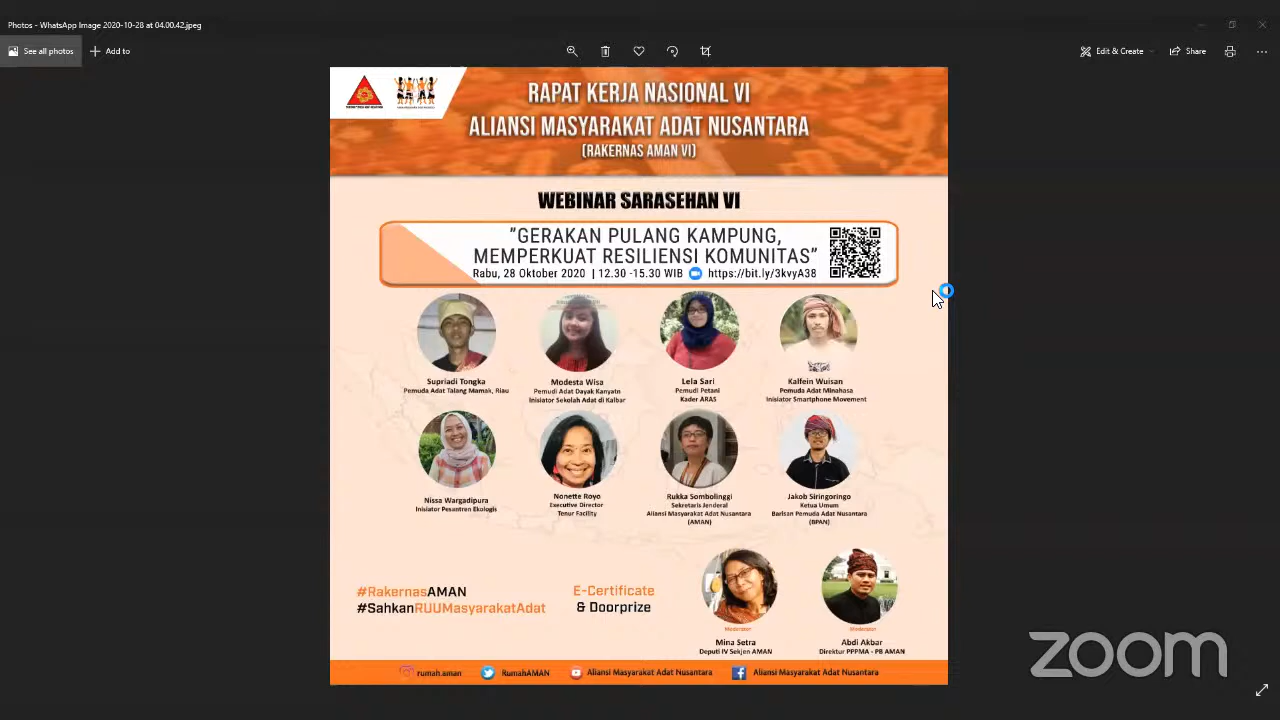 Photos - WhatsApp Image 2020-10-28 at 04.00.42.jpeg
See all photos
Add to
Edit & Create
Share
RAPAT KERJA NASIONAL VI
ALIANSI MASYARAKAT ADAT NUSANTARA
(RAKERNAS AMAN VI)
WEBINAR SARASEHAN VI
"GERAKAN PULANG KAMPUNG,
MEMPERKUAT RESILIENSI KOMUNITAS"
Rabu, 28 Oktober 2020 | 12.30 -15.30 WIB https://bit.ly/3kvyA38
Supriadi Tongka
Pemuda Adat Talang Mamak, Riau
Modesta Wisa
Pemudi Adat Dayak Kanyatn
Inisiator Sekolah Adat di Kalbar
Lela Sari
Pemudi Petani
Kader ARAS
Kalfein Wuisan
Pemuda Adat Minahasa
Inisiator Smartphone Movement
Nissa Wargadipura
Inisiator Pesantren Ekologis
Nonette Royo
Executive Director
Tenur Facility
Rukka Sombolinggi
Sekretaris Jenderal
Aliansi Masyarakat Adat Nusantara
(AMAN)
Jakob Siringoringo
Ketua Umum
Barisan Pemuda Adat Nusantara
(BPAN)
#RakernasAMAN
#SahkanRUUMasyarakatAdat
E-Certificate
& Doorprize
Moderator
Mina Setra
Deputi IV Sekjen AMAN
Moderator
Abdi Akbar
Direktur PPPMA - PB AMAN
rumah.aman
RumahAMAN
Aliansi Masyarakat Adat Nusantara
Aliansi Masyarakat Adat Nusantara
zoom